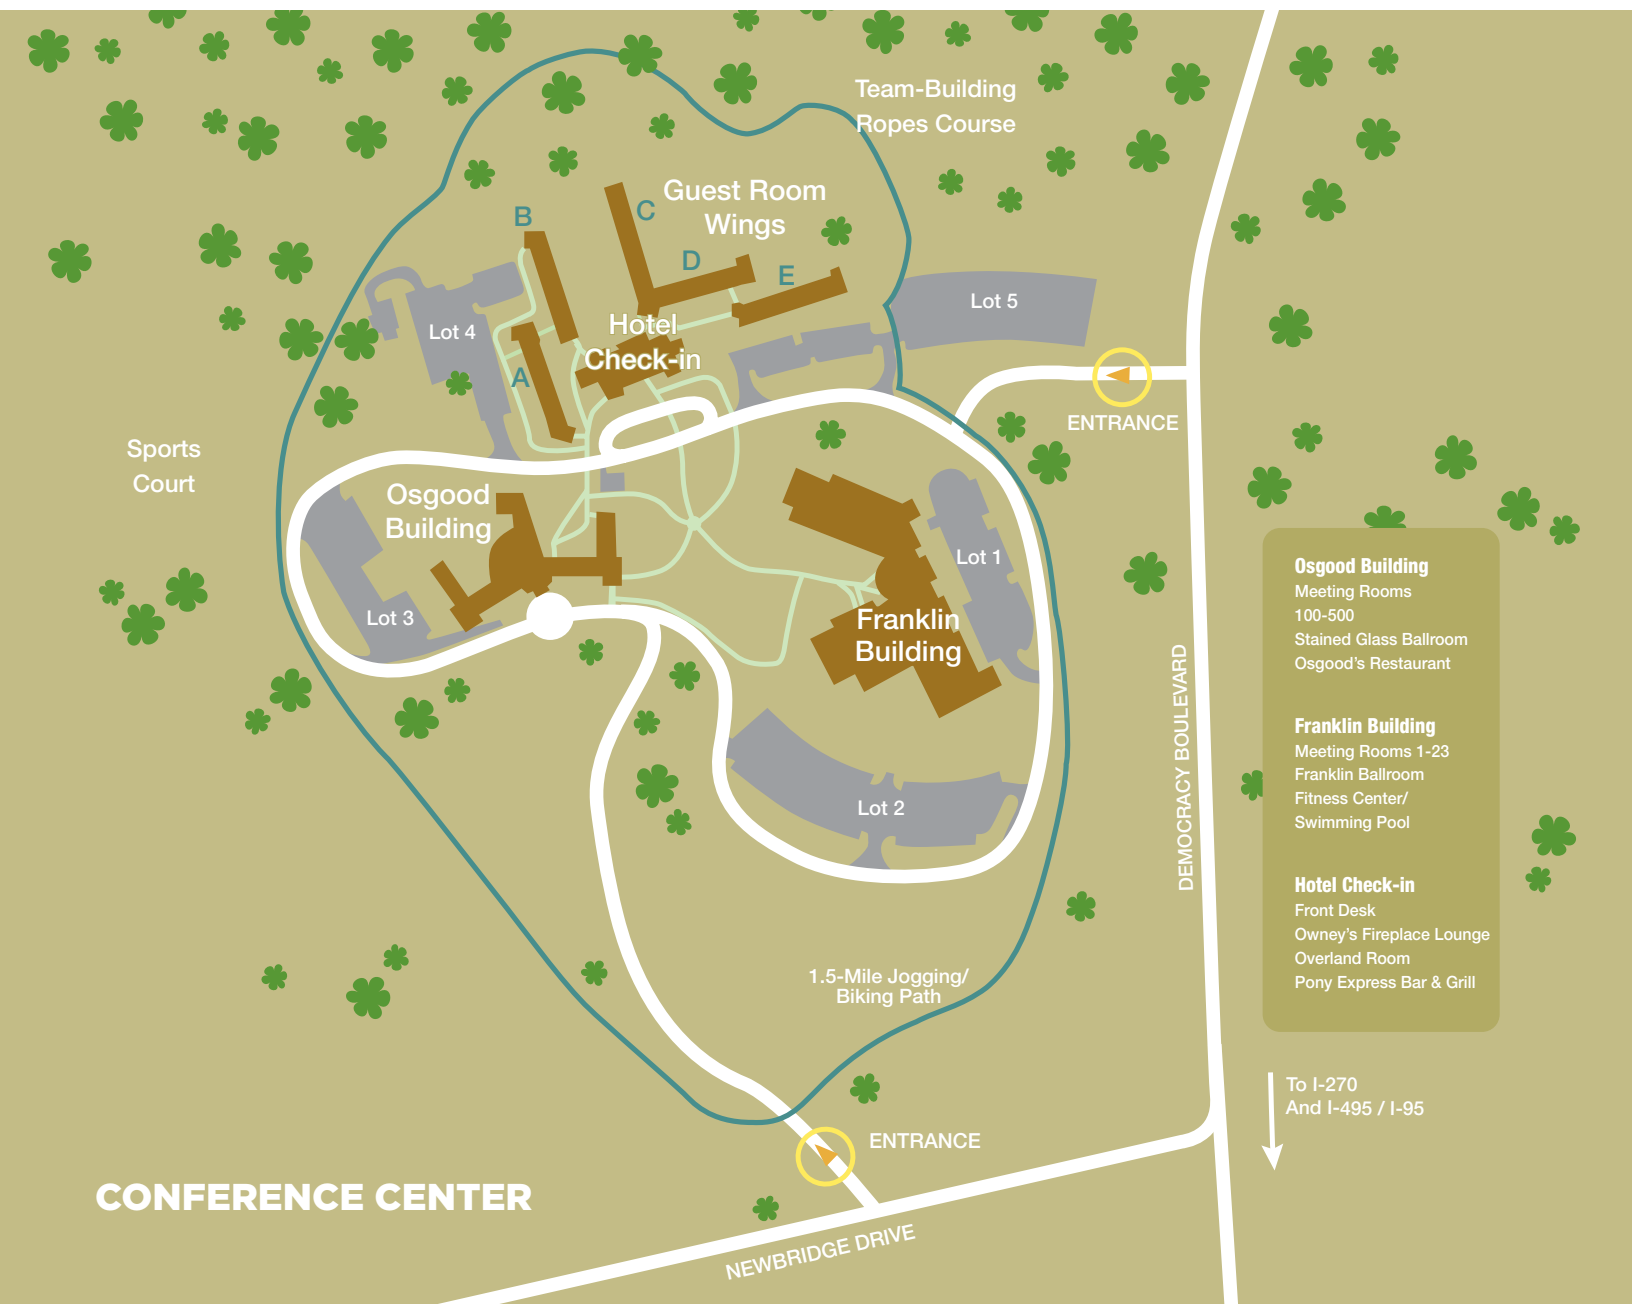 Team-Building
Ropes Course
Guest Room
Wings
B
C
D
E
A
Hotel
Check-in
Lot 4
Lot 5
ENTRANCE
Sports
Court
Osgood
Building
Lot 3
Lot 1
Franklin
Building
Lot 2
DEMOCRACY BOULEVARD
Osgood Building
Meeting Rooms
100-500
Stained Glass Ballroom
Osgood’s Restaurant
Franklin Building
Meeting Rooms 1-23
Franklin Ballroom
Fitness Center/
Swimming Pool
Hotel Check-in
Front Desk
Owney’s Fireplace Lounge
Overland Room
Pony Express Bar & Grill
1.5-Mile Jogging/
Biking Path
To I-270
And I-495 / I-95
ENTRANCE
CONFERENCE CENTER
NEWBRIDGE DRIVE